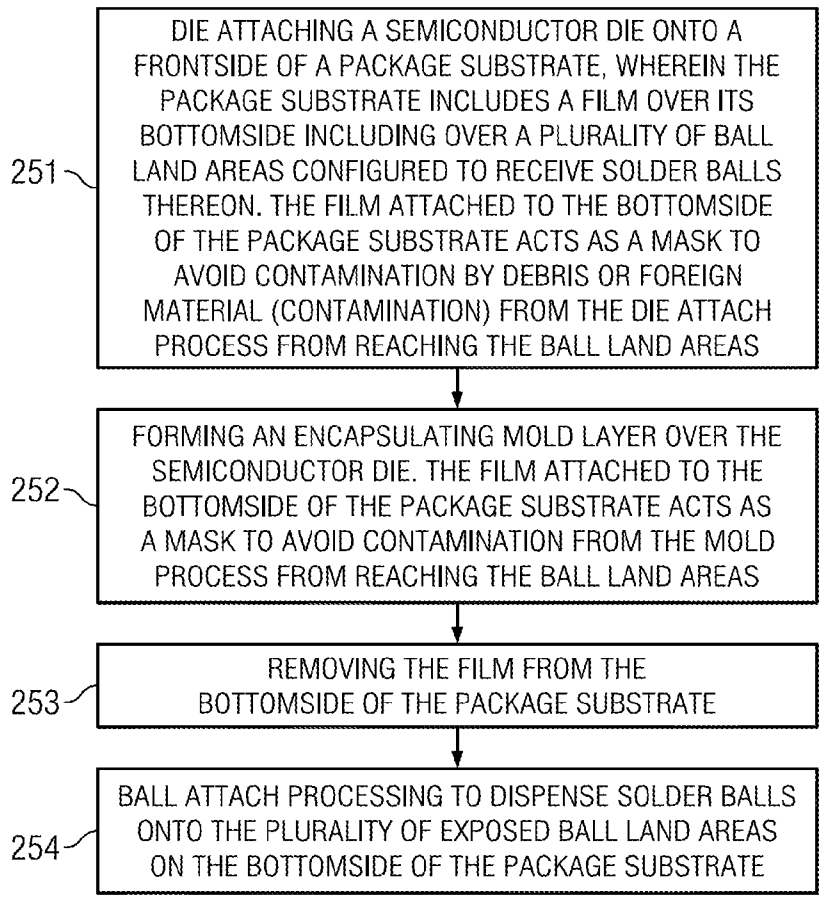 251
DIE ATTACHING A SEMICONDUCTOR DIE ONTO A
FRONTSIDE OF A PACKAGE SUBSTRATE, WHEREIN THE
PACKAGE SUBSTRATE INCLUDES A FILM OVER ITS
BOTTOMSIDE INCLUDING OVER A PLURALITY OF BALL
LAND AREAS CONFIGURED TO RECEIVE SOLDER BALLS
THEREON. THE FILM ATTACHED TO THE BOTTOMSIDE
OF THE PACKAGE SUBSTRATE ACTS AS A MASK TO
AVOID CONTAMINATION BY DEBRIS OR FOREIGN
MATERIAL (CONTAMINATION) FROM THE DIE ATTACH
PROCESS FROM REACHING THE BALL LAND AREAS
252
FORMING AN ENCAPSULATING MOLD LAYER OVER THE
SEMICONDUCTOR DIE. THE FILM ATTACHED TO THE
BOTTOMSIDE OF THE PACKAGE SUBSTRATE ACTS AS
A MASK TO AVOID CONTAMINATION FROM THE MOLD
PROCESS FROM REACHING THE BALL LAND AREAS
253
REMOVING THE FILM FROM THE
BOTTOMSIDE OF THE PACKAGE SUBSTRATE
254
BALL ATTACH PROCESSING TO DISPENSE SOLDER BALLS
ONTO THE PLURALITY OF EXPOSED BALL LAND AREAS
ON THE BOTTOMSIDE OF THE PACKAGE SUBSTRATE